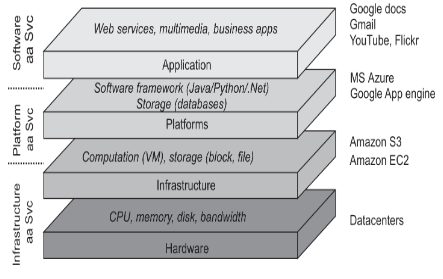 Software
aa Svc
Web services, multimedia, business apps
Application
Google docs
Gmail
YouTube, Flickr
Platform
aa Svc
Software framework (Java/Python/.Net)
Storage (databases)
Platforms
MS Azure
Google App engine
Infrastructure
aa Svc
Computation (VM), storage (block, file)
Infrastructure
Amazon S3
Amazon EC2
CPU, memory, disk, bandwidth
Hardware
Datacenters